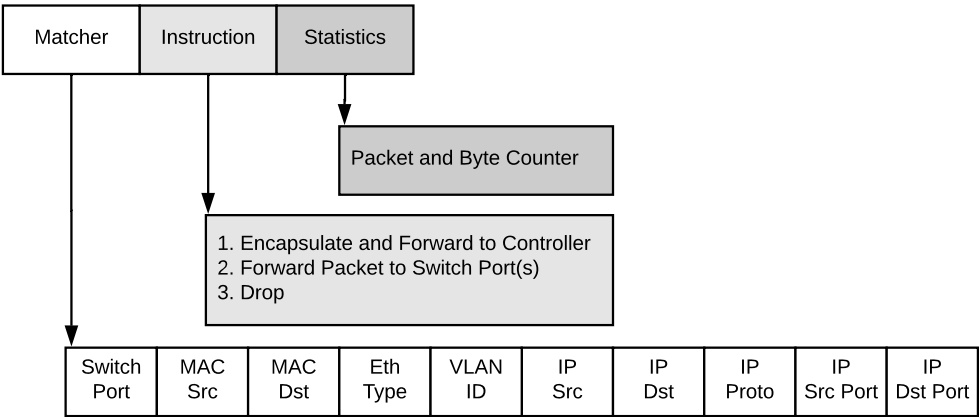 Matcher
Instruction
Statistics
Packet and Byte Counter
1. Encapsulate and Forward to Controller
2. Forward Packet to Switch Port(s)
3. Drop
Switch
Port
MAC
Src
MAC
Dst
Eth
Type
VLAN
ID
IP
Src
IP
Dst
IP
Proto
IP
Src Port
IP
Dst Port